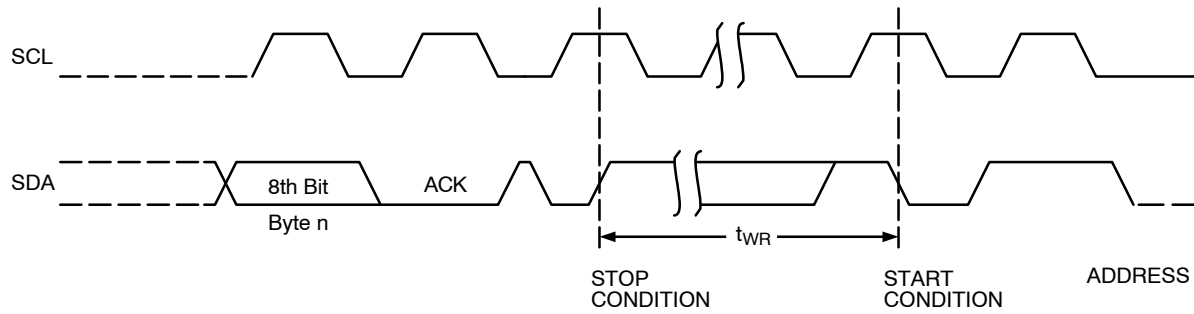 SCL
SDA
8th Bit
ACK
Byte n
tWR
STOP
CONDITION
START
CONDITION
ADDRESS